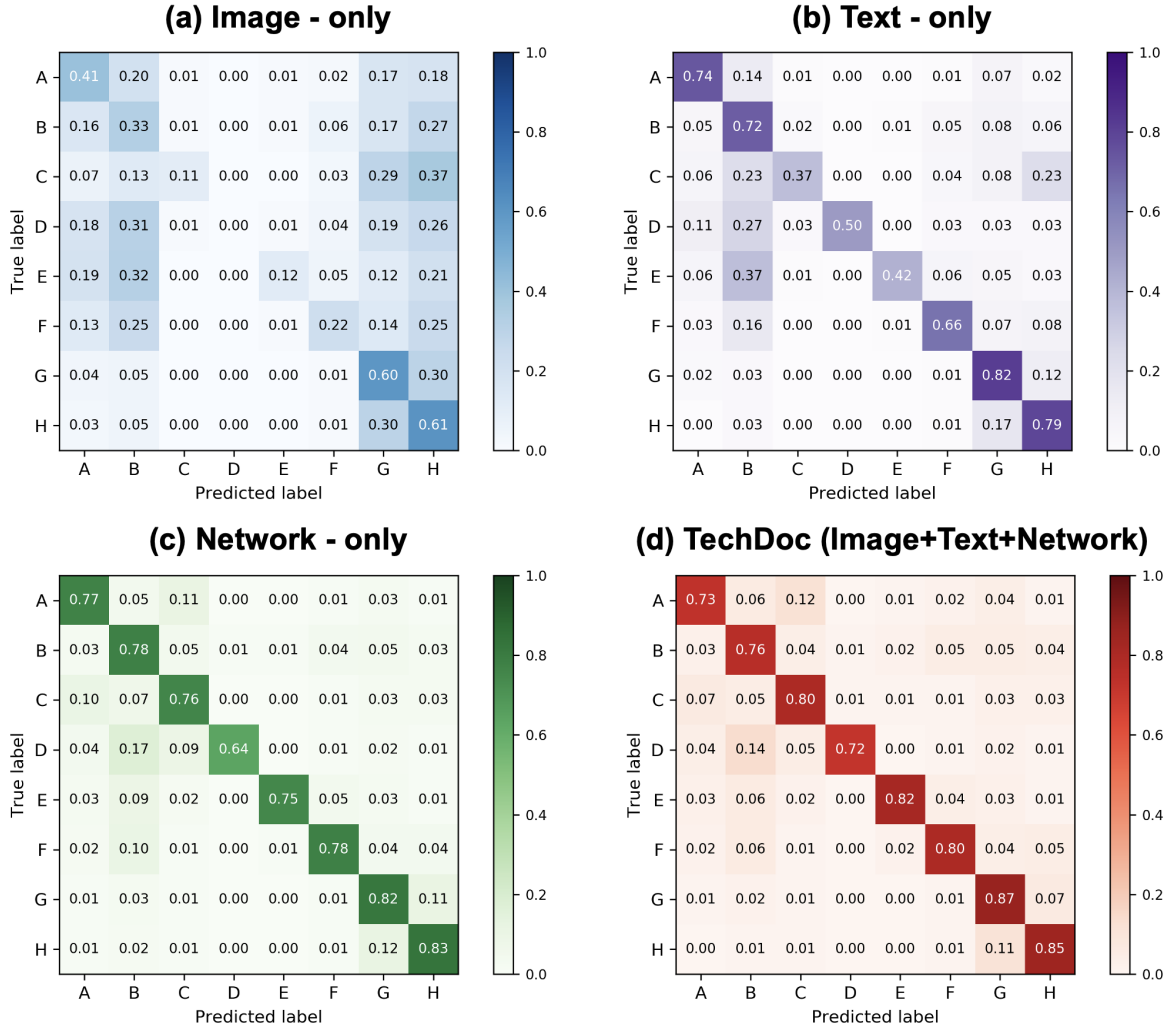 (a) Image - only
A 0.41 0.20 0.01 0.00 0.01 0.02 0.17 0.18
B 0.16 0.33 0.01 0.00 0.01 0.06 0.17 0.27
C 0.07 0.13 0.11 0.00 0.00 0.03 0.29 0.37
D 0.18 0.31 0.01 0.00 0.01 0.04 0.19 0.26
E 0.19 0.32 0.00 0.00 0.12 0.05 0.12 0.21
F 0.13 0.25 0.00 0.00 0.01 0.22 0.14 0.25
G 0.04 0.05 0.00 0.00 0.00 0.01 0.60 0.30
H 0.03 0.05 0.00 0.00 0.00 0.01 0.30 0.61
A B C D E F G H
Predicted label
True label
1.0
0.8
0.6
0.4
0.2
0.0
(b) Text - only
A 0.74 0.14 0.01 0.00 0.00 0.01 0.07 0.02
B 0.05 0.72 0.02 0.00 0.01 0.05 0.08 0.06
C 0.06 0.23 0.37 0.00 0.00 0.04 0.08 0.23
D 0.11 0.27 0.03 0.50 0.00 0.03 0.03 0.03
E 0.06 0.37 0.01 0.00 0.42 0.06 0.05 0.03
F 0.03 0.16 0.00 0.00 0.01 0.66 0.07 0.08
G 0.02 0.03 0.00 0.00 0.00 0.01 0.82 0.12
H 0.00 0.03 0.00 0.00 0.00 0.01 0.17 0.79
A B C D E F G H
Predicted label
True label
1.0
0.8
0.6
0.4
0.2
0.0
(c) Network - only
A 0.77 0.05 0.11 0.00 0.00 0.01 0.03 0.01
B 0.03 0.78 0.05 0.01 0.01 0.04 0.05 0.03
C 0.10 0.07 0.76 0.00 0.00 0.01 0.03 0.03
D 0.04 0.17 0.09 0.64 0.00 0.01 0.02 0.01
E 0.03 0.09 0.02 0.00 0.75 0.05 0.03 0.01
F 0.02 0.10 0.01 0.00 0.01 0.78 0.04 0.04
G 0.01 0.03 0.01 0.00 0.00 0.01 0.82 0.11
H 0.01 0.02 0.01 0.00 0.00 0.01 0.12 0.83
A B C D E F G H
Predicted label
True label
1.0
0.8
0.6
0.4
0.2
0.0
(d) TechDoc (Image+Text+Network)
A 0.73 0.06 0.12 0.00 0.01 0.02 0.04 0.01
B 0.03 0.76 0.04 0.01 0.02 0.05 0.05 0.04
C 0.07 0.05 0.80 0.01 0.01 0.01 0.03 0.03
D 0.04 0.14 0.05 0.72 0.00 0.01 0.02 0.01
E 0.03 0.06 0.02 0.00 0.82 0.04 0.03 0.01
F 0.02 0.06 0.01 0.00 0.02 0.80 0.04 0.05
G 0.01 0.02 0.01 0.00 0.00 0.01 0.87 0.07
H 0.00 0.01 0.01 0.00 0.00 0.01 0.11 0.85
A B C D E F G H
Predicted label
True label
1.0
0.8
0.6
0.4
0.2
0.0